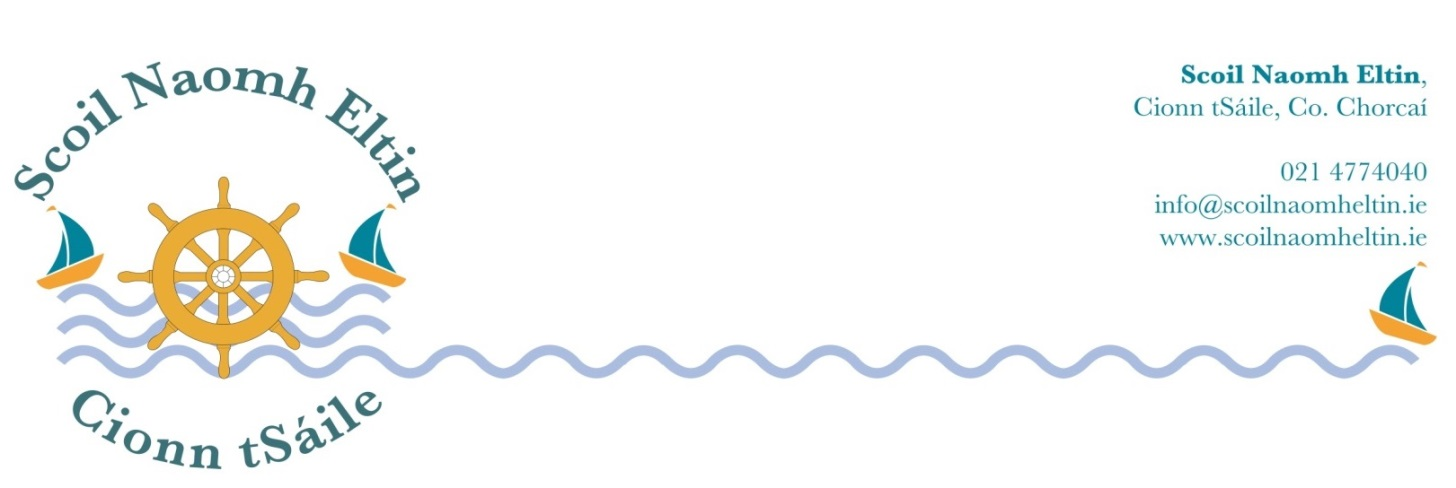 Scoil Naomh Eltin
Cionn tSáile
Scoil Naomh Eltin,
Cionn tSáile, Co. Chorcaí
021 4774040
info@scoilnaomheltin.ie
www.scoilnaomheltin.ie